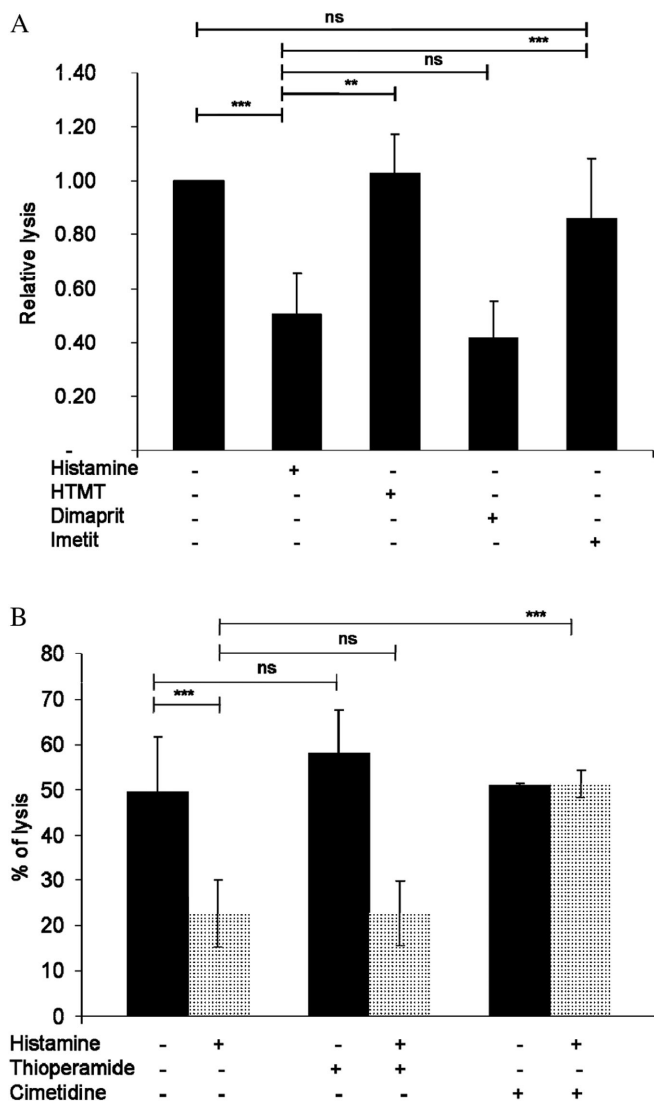 A
ns
***
ns
*** **
1.40
1.20
1.00
0.80
0.60
0.40
0.20
-
Relative lysis
Histamine - + - - -
HTMT - - + - -
Dimaprit - - - + -
Imetit - - - - +
B
***
ns
ns
***
80
70
60
50
40
30
20
10
0
% of lysis
Histamine - + - + - +
Thioperamide - - + + - -
Cimetidine - - - - + +